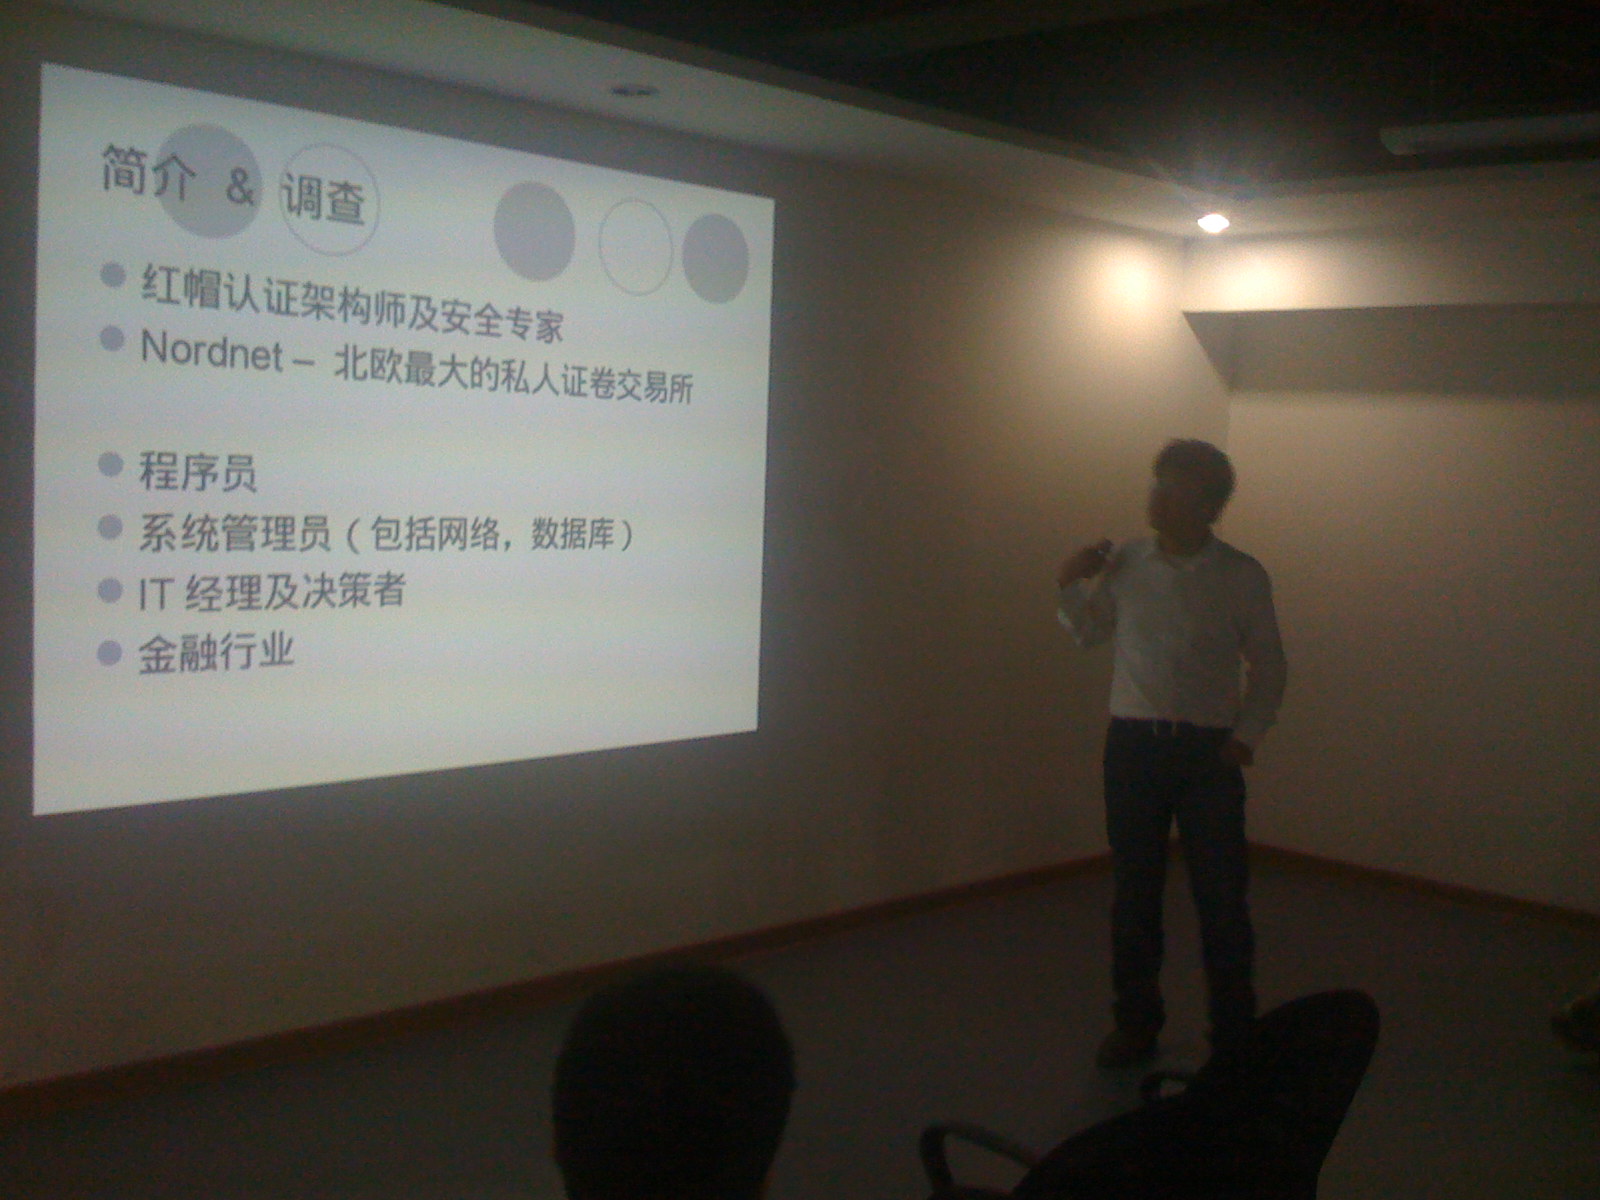 简介 & 调查
红帽认证架构师及安全专家
Nordnet – 北欧最大的私人证卷交易所
程序员
系统管理员（包括网络，数据库）
IT 经理及决策者
金融行业